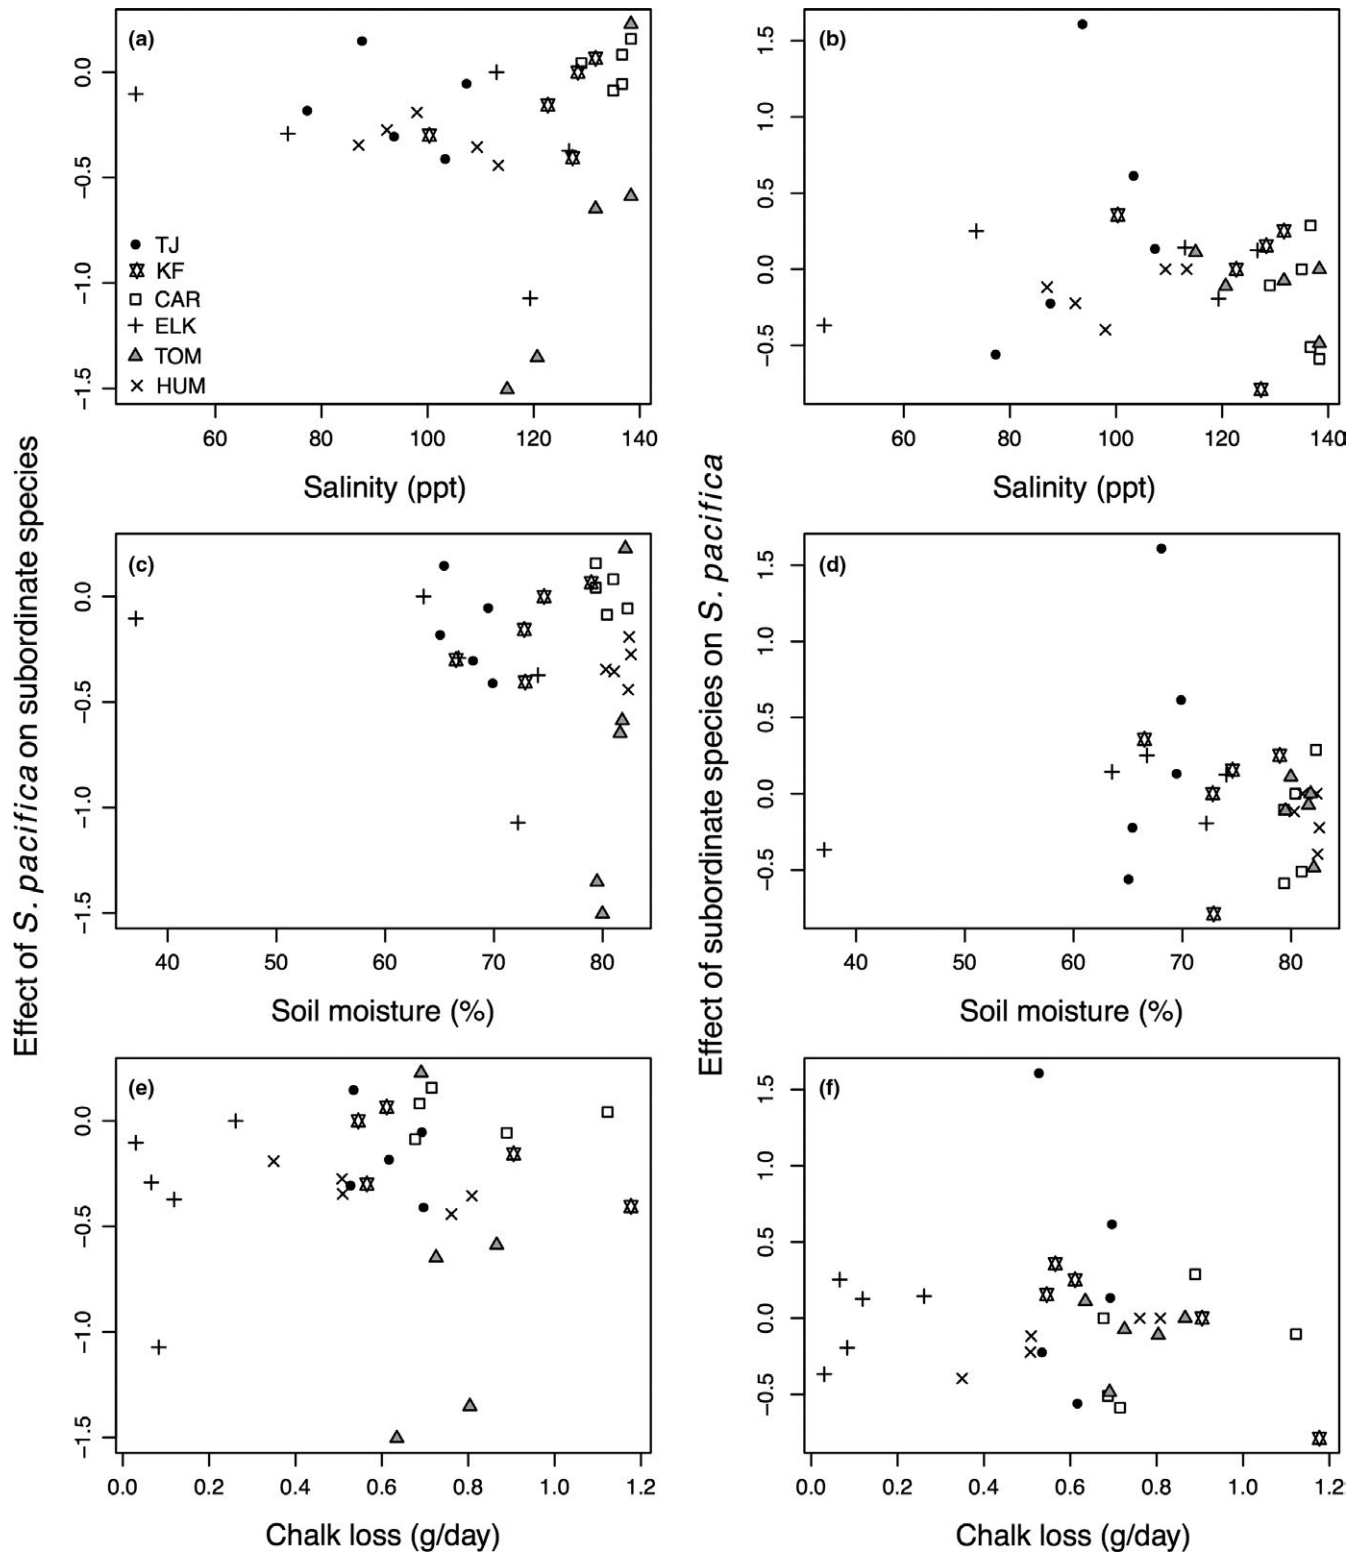 (a)
0.0
−0.5
−1.0
−1.5
TJ
KF
CAR
ELK
TOM
HUM
60 80 100 120 140
Salinity (ppt)
(b)
1.5
1.0
0.5
0.0
−0.5
60 80 100 120 140
Salinity (ppt)
Effect of S. pacifica on subordinate species
Effect of subordinate species on S. pacifica
(c)
0.0
−0.5
−1.0
−1.5
40 50 60 70 80
Soil moisture (%)
(d)
1.5
1.0
0.5
0.0
−0.5
40 50 60 70 80
Soil moisture (%)
(e)
0.0
−0.5
−1.0
−1.5
0.0 0.2 0.4 0.6 0.8 1.0 1.2
Chalk loss (g/day)
(f)
1.5
1.0
0.5
0.0
−0.5
0.0 0.2 0.4 0.6 0.8 1.0 1.2
Chalk loss (g/day)